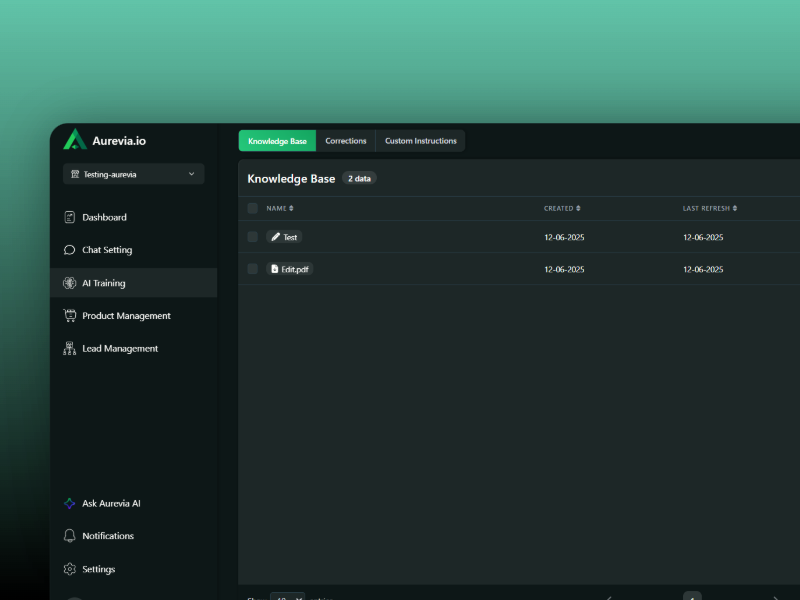 Aurevia.io
Testing-aurevia
Dashboard
Chat Setting
AI Training
Product Management
Lead Management
Ask Aurevia AI
Notifications
Settings
Knowledge Base Corrections Custom Instructions
Knowledge Base 2 data
NAME CREATED LAST REFRESH
Test 12-06-2025 12-06-2025
Edit.pdf 12-06-2025 12-06-2025